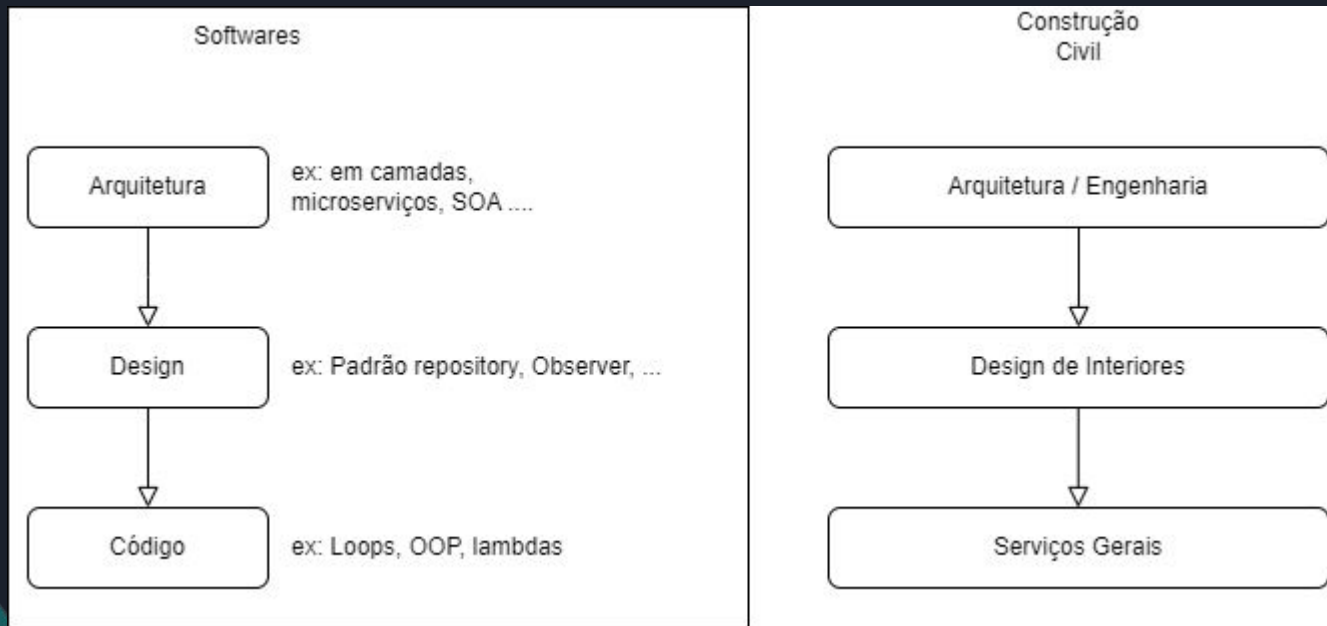 Softwares
Arquitetura
ex: em camadas,
microserviços, SOA ....
Design
ex: Padrão repository, Observer, ...
Código
ex: Loops, OOP, lambdas
Construção
Civil
Arquitetura / Engenharia
Design de Interiores
Serviços Gerais